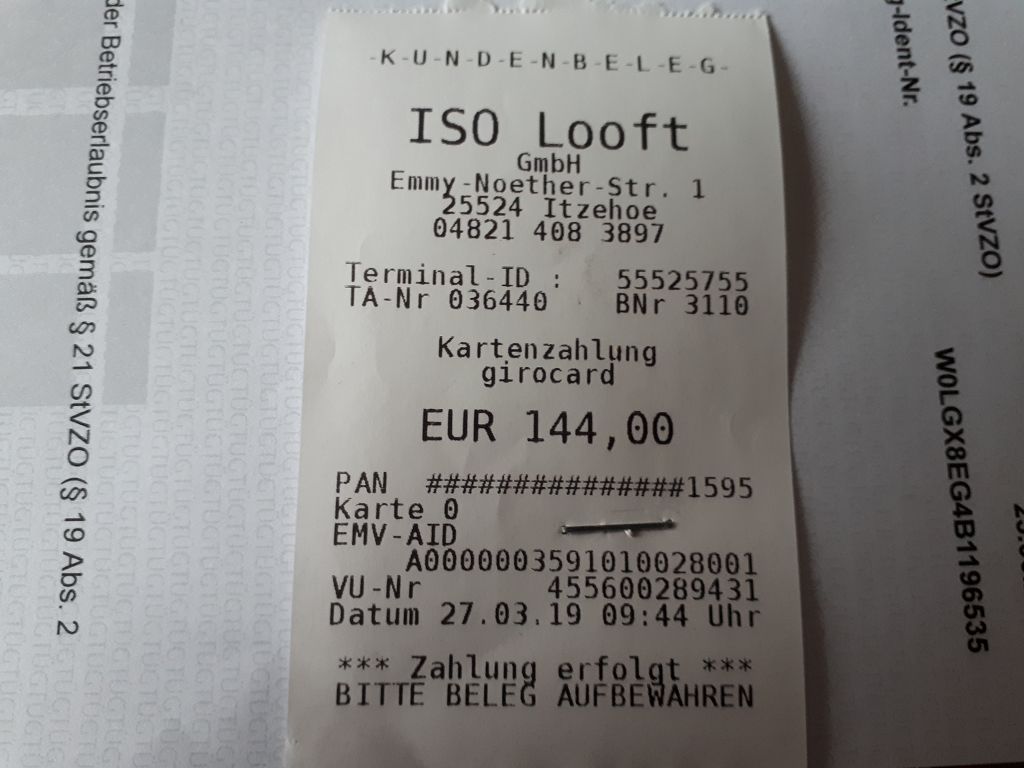 -K-U-N-D-E-N-B-E-L-E-G-
ISO Looft
GmbH
Emmy-Noether-Str. 1
25524 Itzehoe
04821 408 3897
Terminal-ID : 55525755
TA-Nr 036440 BNr 3110
Kartenzahlung
girocard
EUR 144,00
PAN ###############1595
Karte 0
EMV-AID
A0000003591010028001
VU-Nr 455600289431
Datum 27.03.19 09:44 Uhr
*** Zahlung erfolgt ***
BITTE BELEG AUFBEWAHREN
der Betriebserlaubnis gemäß § 21 StVZO (§ 19 Abs. 2
(§ 19 Abs. 2 StVZO)
-Ident-Nr.
W0LGX8EG4B1196535